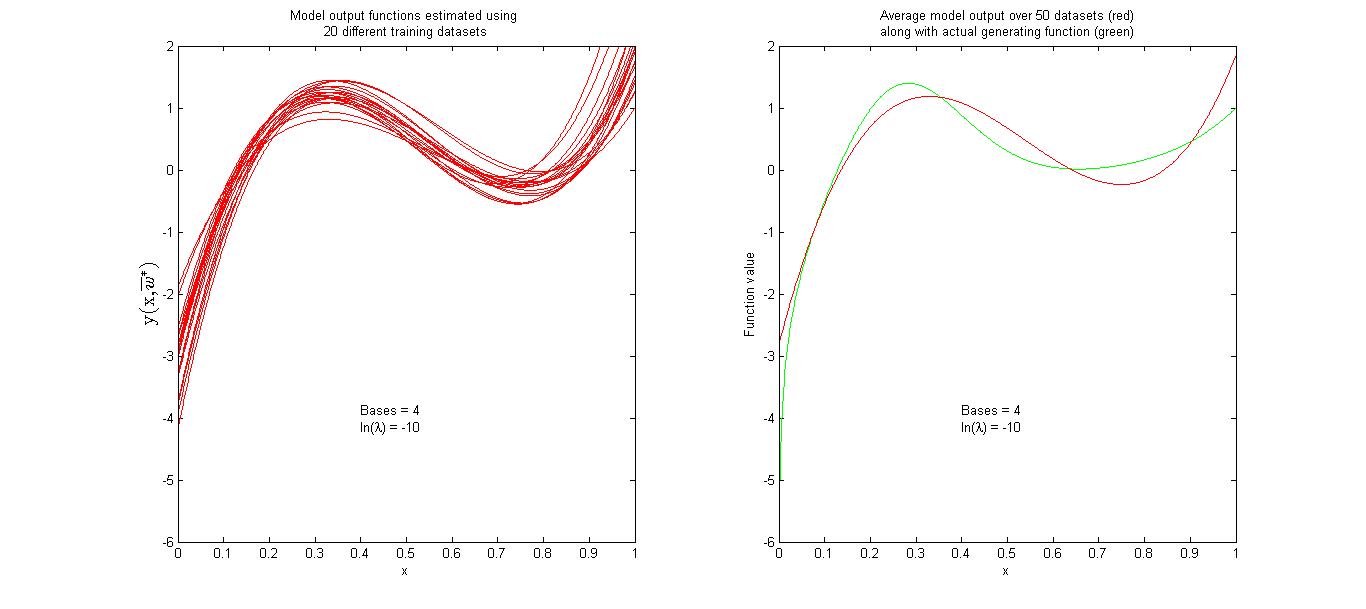 Model output functions estimated using
20 different training datasets
2
1
0
-1
-2
-3
-4
-5
-6
y(x,w̅*)
Bases = 4
ln(λ) = -10
0 0.1 0.2 0.3 0.4 0.5 0.6 0.7 0.8 0.9 1
x
Average model output over 50 datasets (red)
along with actual generating function (green)
2
1
0
-1
-2
-3
-4
-5
-6
Function value
Bases = 4
ln(λ) = -10
0 0.1 0.2 0.3 0.4 0.5 0.6 0.7 0.8 0.9 1
x